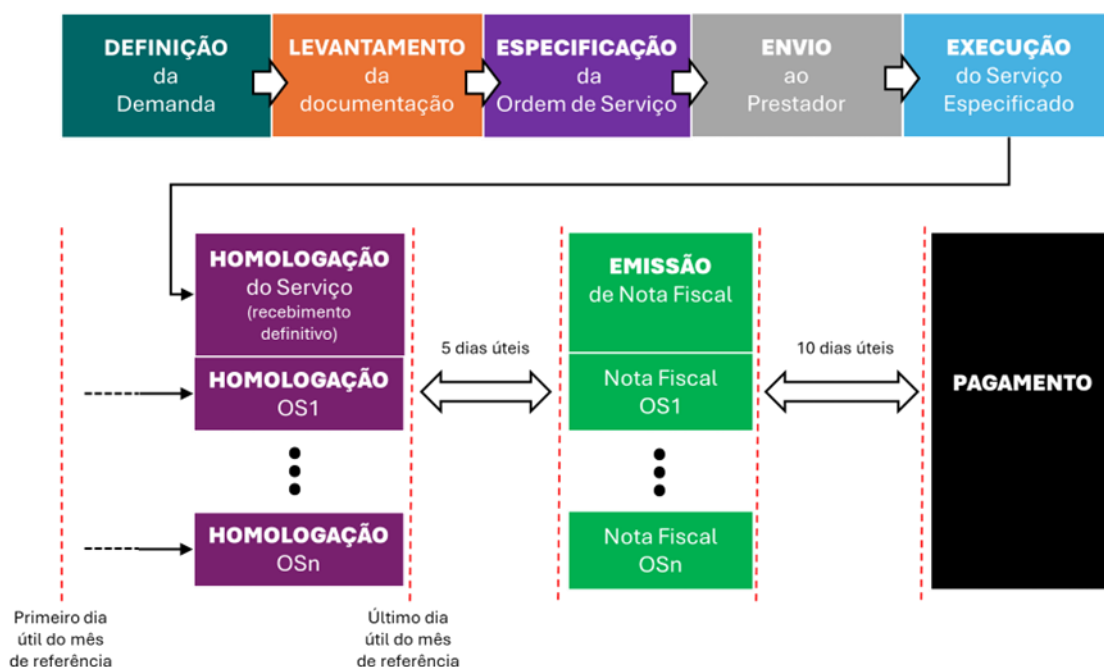 DEFINIÇÃO
da
Demanda
LEVANTAMENTO
da
documentação
ESPECIFICAÇÃO
da
Ordem de Serviço
ENVIO
ao
Prestador
EXECUÇÃO
do Serviço
Especificado
HOMOLOGAÇÃO
do Serviço
(recebimento
definitivo)
EMISSÃO
de Nota Fiscal
5 dias úteis
10 dias úteis
HOMOLOGAÇÃO
OS1
Nota Fiscal
OS1
PAGAMENTO
HOMOLOGAÇÃO
OSn
Nota Fiscal
OSn
Primeiro dia
útil do mês
de referência
Último dia
útil do mês
de referência